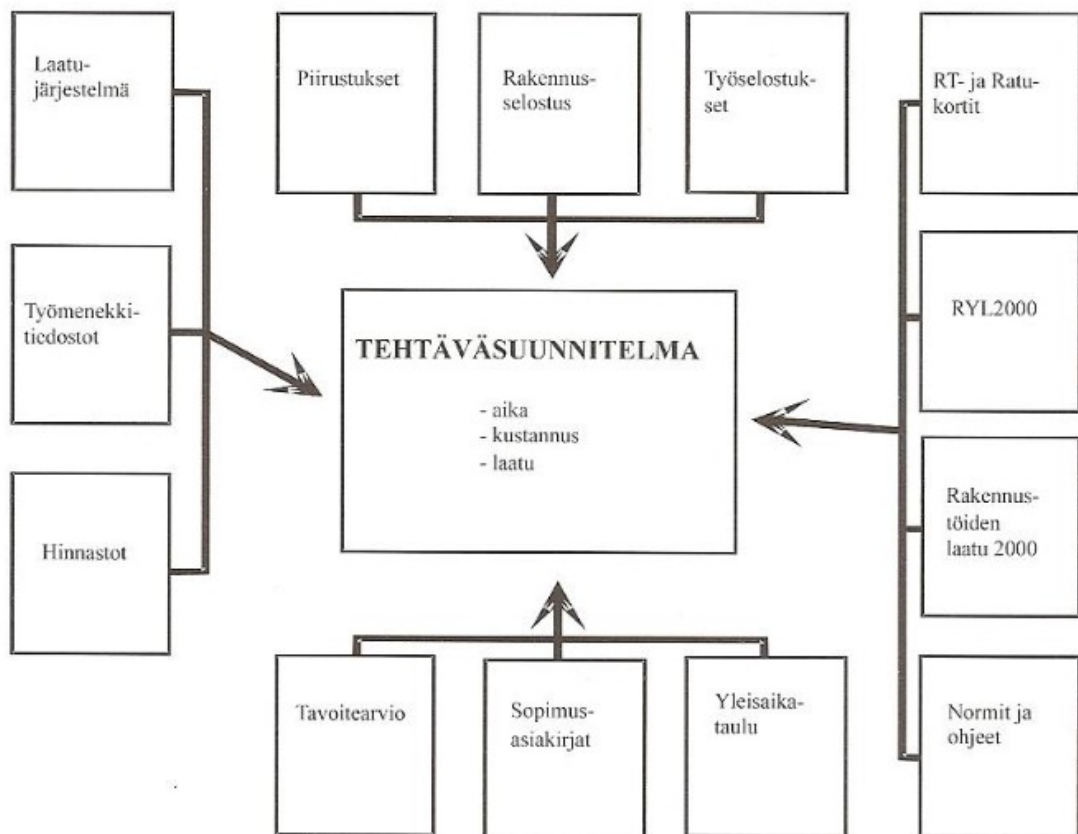 Laatu-
järjestelmä
Työmenekki-
tiedostot
Hinnastot
Piirustukset
Rakennus-
selostus
Työselostuk-
set
TEHTÄVÄSUUNNITELMA
- aika
- kustannus
- laatu
Tavoitearvio
Sopimus-
asiakirjat
Yleisaika-
taulu
RT- ja Ratu-
kortit
RYL2000
Rakennus-
töiden
laatu 2000
Normit ja
ohjeet